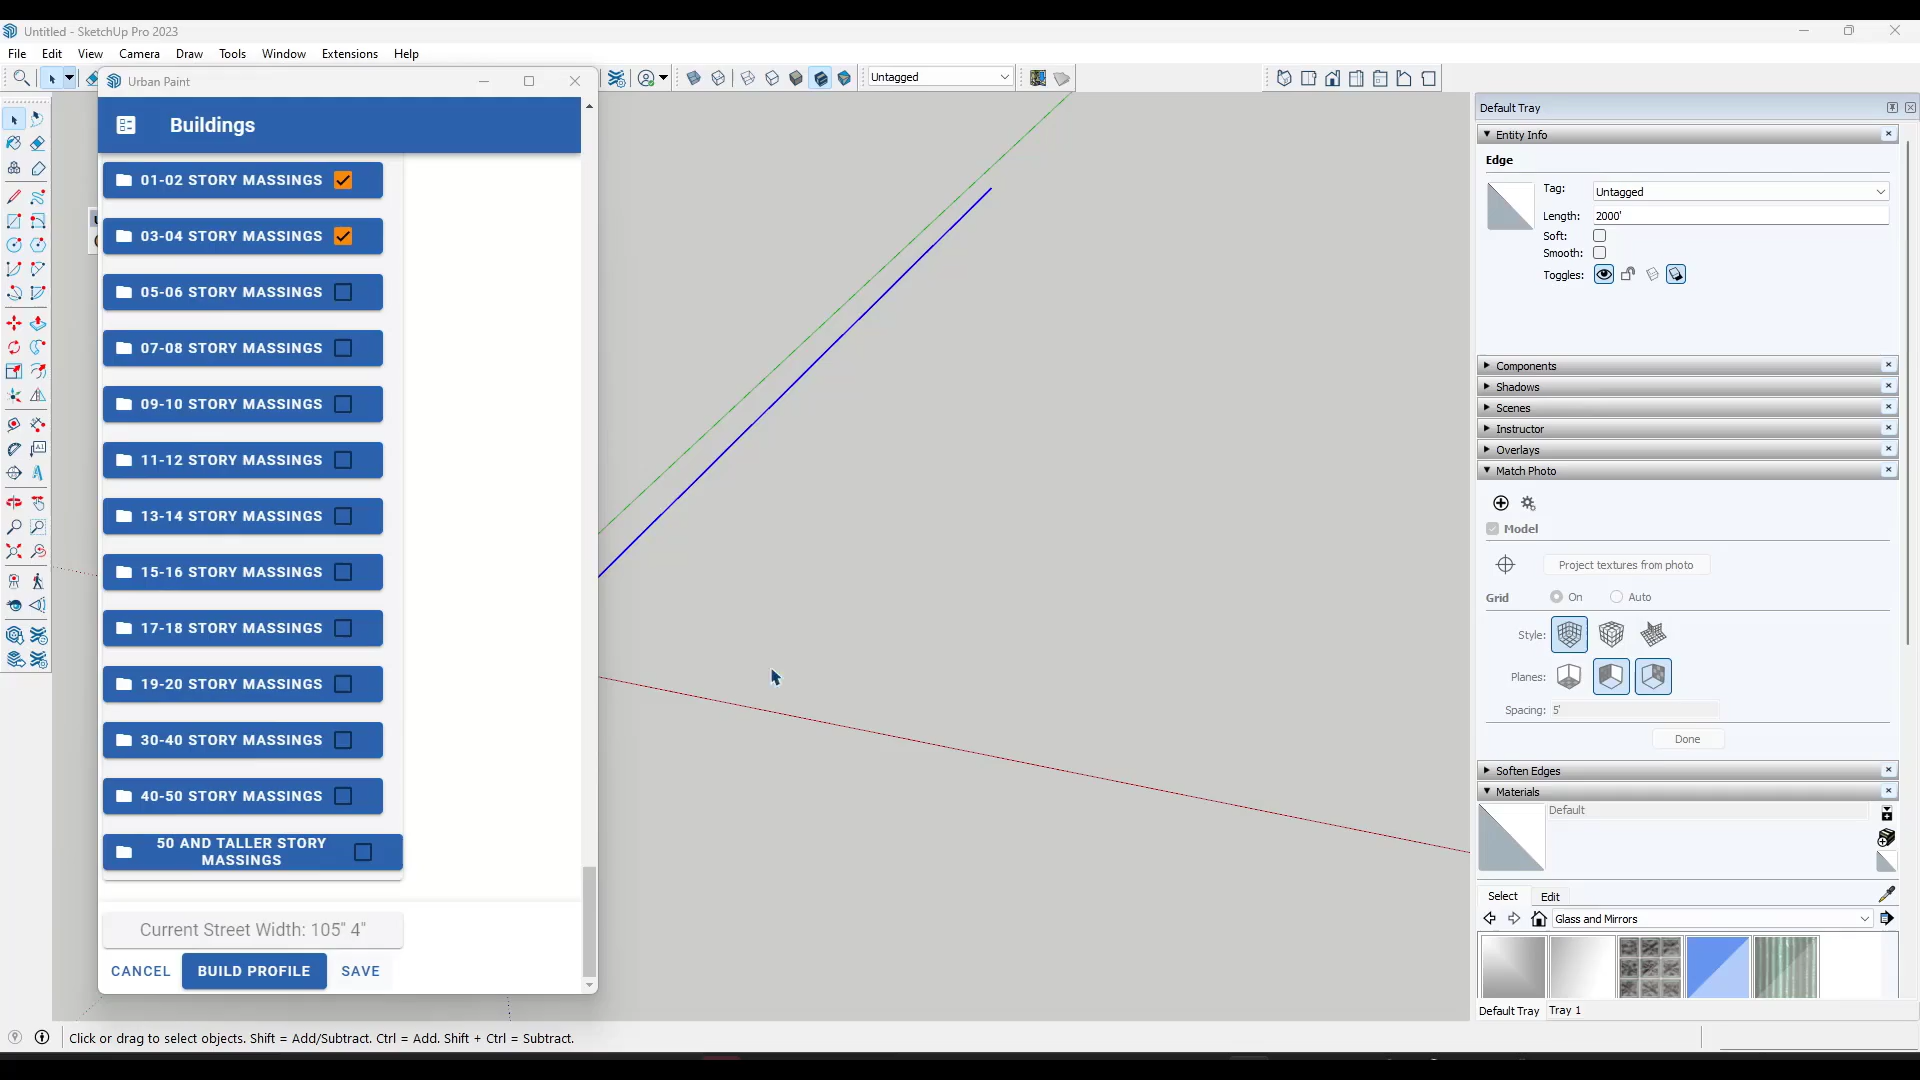 Untitled - SketchUp Pro 2023
File Edit View Camera Draw Tools Window Extensions Help
Urban Paint
Untagged
Buildings
01-02 STORY MASSINGS
03-04 STORY MASSINGS
05-06 STORY MASSINGS
07-08 STORY MASSINGS
09-10 STORY MASSINGS
11-12 STORY MASSINGS
13-14 STORY MASSINGS
15-16 STORY MASSINGS
17-18 STORY MASSINGS
19-20 STORY MASSINGS
30-40 STORY MASSINGS
40-50 STORY MASSINGS
50 AND TALLER STORY
MASSINGS
Current Street Width: 105" 4"
CANCEL BUILD PROFILE SAVE
Default Tray
Entity Info
Edge
Tag: Untagged
Length: 2000'
Soft:
Smooth:
Toggles:
Components
Shadows
Scenes
Instructor
Overlays
Match Photo
Model
Project textures from photo
Grid On Auto
Style:
Planes:
Spacing: 5'
Done
Soften Edges
Materials
Default
Select Edit
Glass and Mirrors
Default Tray Tray 1
Click or drag to select objects. Shift = Add/Subtract. Ctrl = Add. Shift + Ctrl = Subtract.